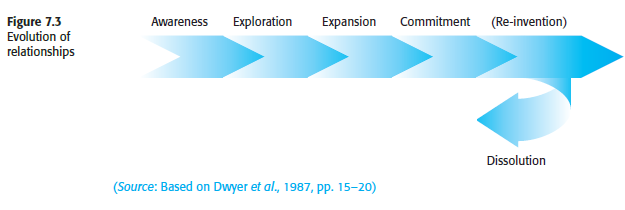 Figure 7.3
Evolution of
relationships
Awareness Exploration Expansion Commitment (Re-invention)
Dissolution
(Source: Based on Dwyer et al., 1987, pp. 15–20)